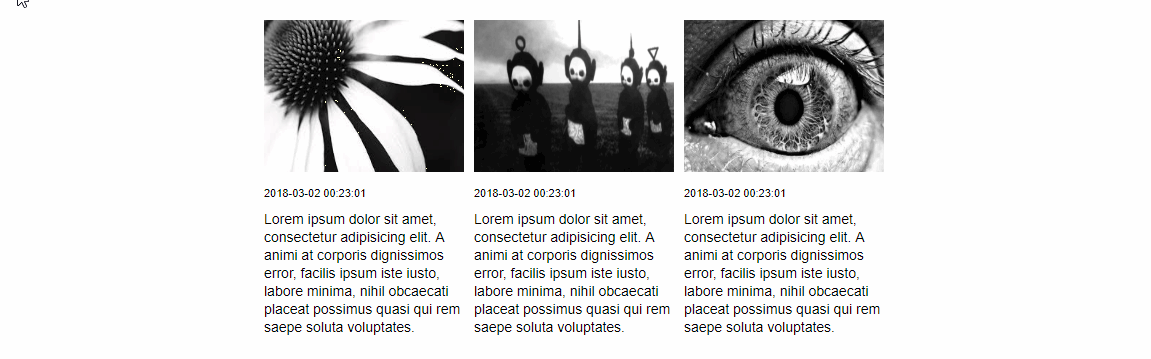 2018-03-02 00:23:01
Lorem ipsum dolor sit amet,
consectetur adipisicing elit. A
animi at corporis dignissimos
error, facilis ipsum iste iusto,
labore minima, nihil obcaecati
placeat possimus quasi qui rem
saepe soluta voluptates.
2018-03-02 00:23:01
Lorem ipsum dolor sit amet,
consectetur adipisicing elit. A
animi at corporis dignissimos
error, facilis ipsum iste iusto,
labore minima, nihil obcaecati
placeat possimus quasi qui rem
saepe soluta voluptates.
2018-03-02 00:23:01
Lorem ipsum dolor sit amet,
consectetur adipisicing elit. A
animi at corporis dignissimos
error, facilis ipsum iste iusto,
labore minima, nihil obcaecati
placeat possimus quasi qui rem
saepe soluta voluptates.